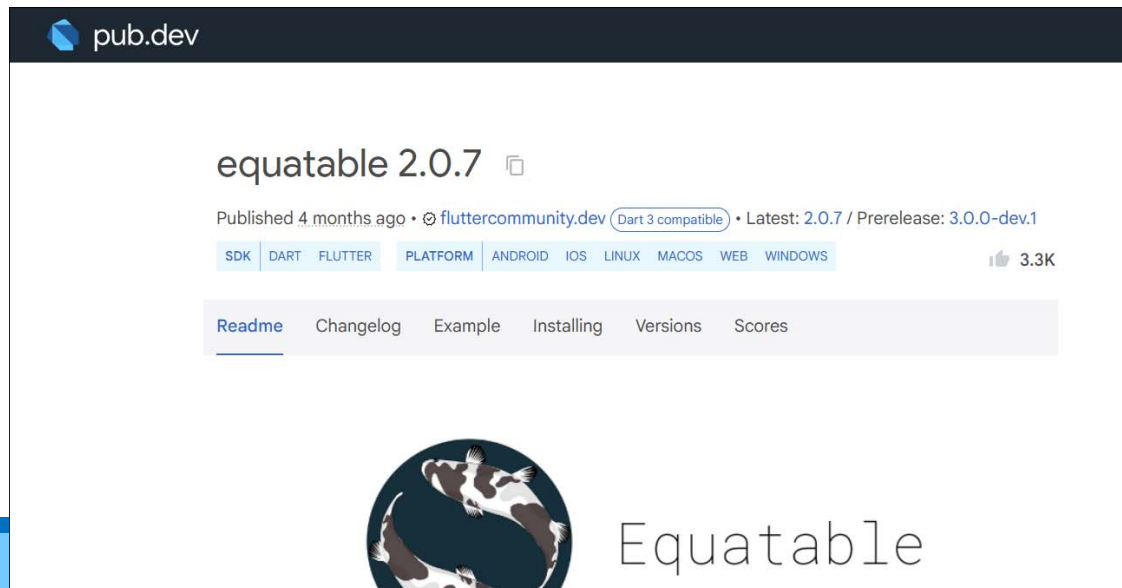 pub.dev
equatable 2.0.7
Published 4 months ago • fluttercommunity.dev Dart 3 compatible • Latest: 2.0.7 / Prerelease: 3.0.0-dev.1
SDK DART FLUTTER PLATFORM ANDROID IOS LINUX MACOS WEB WINDOWS 3.3K
Readme Changelog Example Installing Versions Scores
Equatable